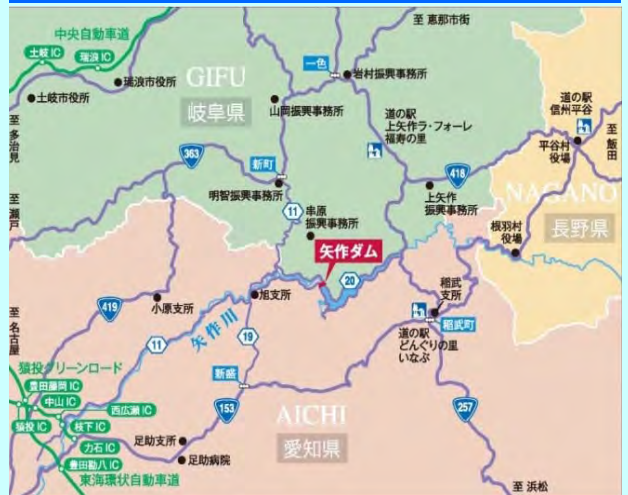 中央自動車道
土岐IC
瑞浪IC
瑞浪市役所
土岐市役所
至 多治見
GIFU
岐阜県
至 恵那市街
一色
岩村振興事務所
山岡振興事務所
道の駅
上矢作ラ・フォーレ
福寿の里
道の駅
信州平谷
至 飯田
平谷村
役場
363
新町
明智振興事務所
418
上矢作
振興事務所
NAGANO
長野県
根羽村
役場
至 瀬戸
11
串原
振興事務所
矢作ダム
20
稲武
支所
419
小原支所
旭支所
至 名古屋
11
矢作川
19
稲武町
道の駅
どんぐりの里
いなぶ
猿投グリーンロード
豊田藤岡IC
中山IC
西広瀬IC
猿投IC
枝下IC
力石IC
豊田勘八IC
東海環状自動車道
新盛
153
257
AICHI
愛知県
足助支所
足助病院
至 浜松